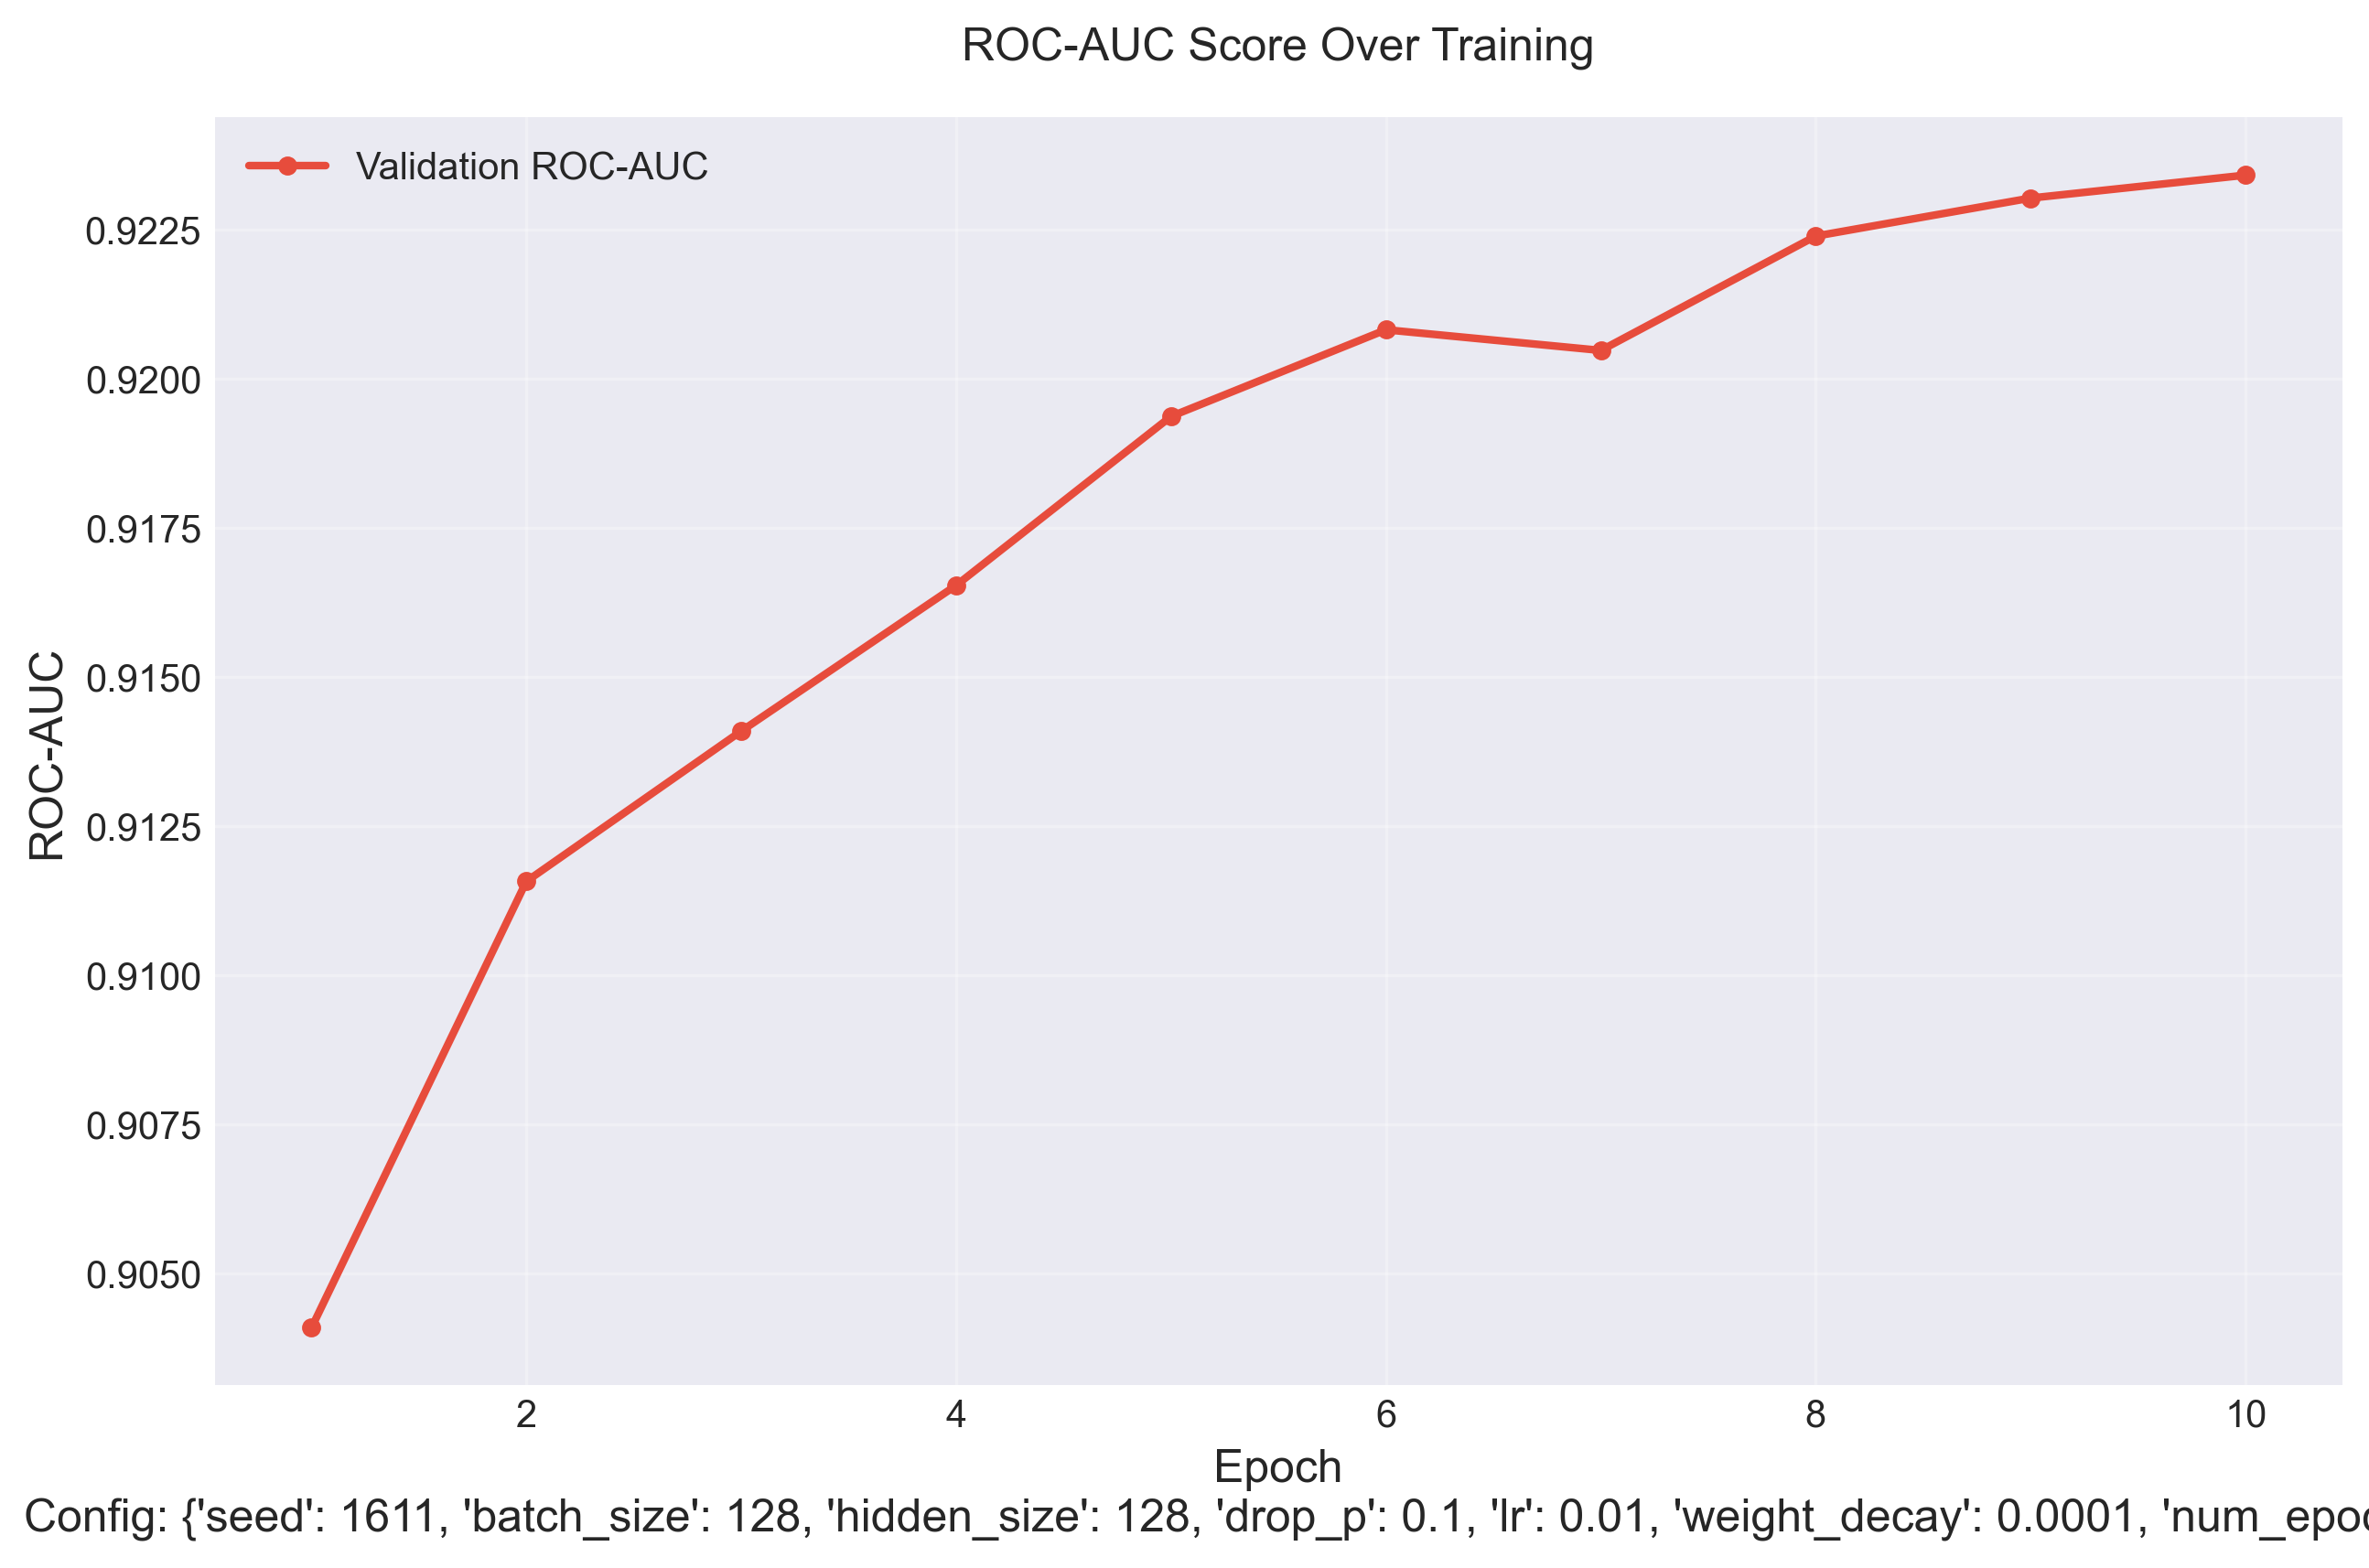 ROC-AUC Score Over Training
Validation ROC-AUC
0.9225
0.9200
0.9175
0.9150
0.9125
0.9100
0.9075
0.9050
ROC-AUC
2 4 6 8 10
Epoch
Config: {'seed': 1611, 'batch_size': 128, 'hidden_size': 128, 'drop_p': 0.1, 'lr': 0.01, 'weight_decay': 0.0001, 'num_epoc